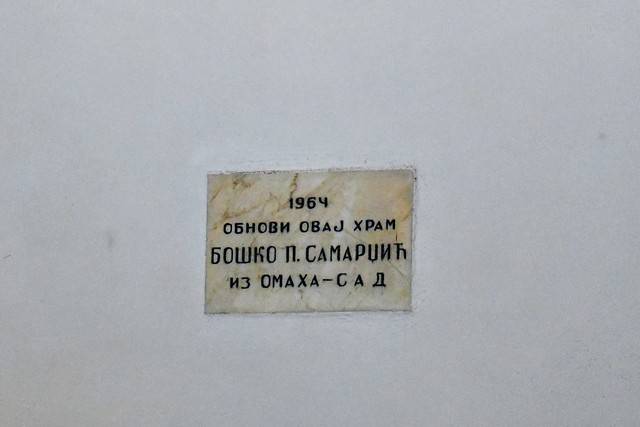 1964
ОБНОВИ ОВАЈ ХРАМ
БОШКО П. САМАРЏИЋ
ИЗ ОМАХА-САД